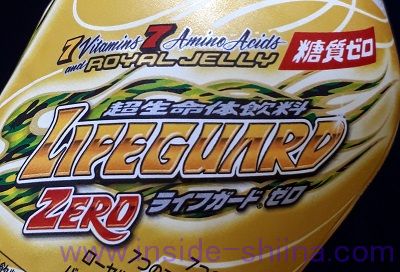 7 Vitamins 7 Amino Acids
and ROYAL JELLY
糖質ゼロ
超生命体飲料
LIFEGUARD
ZERO ライフガード® ゼロ
www.inside-shiina.com